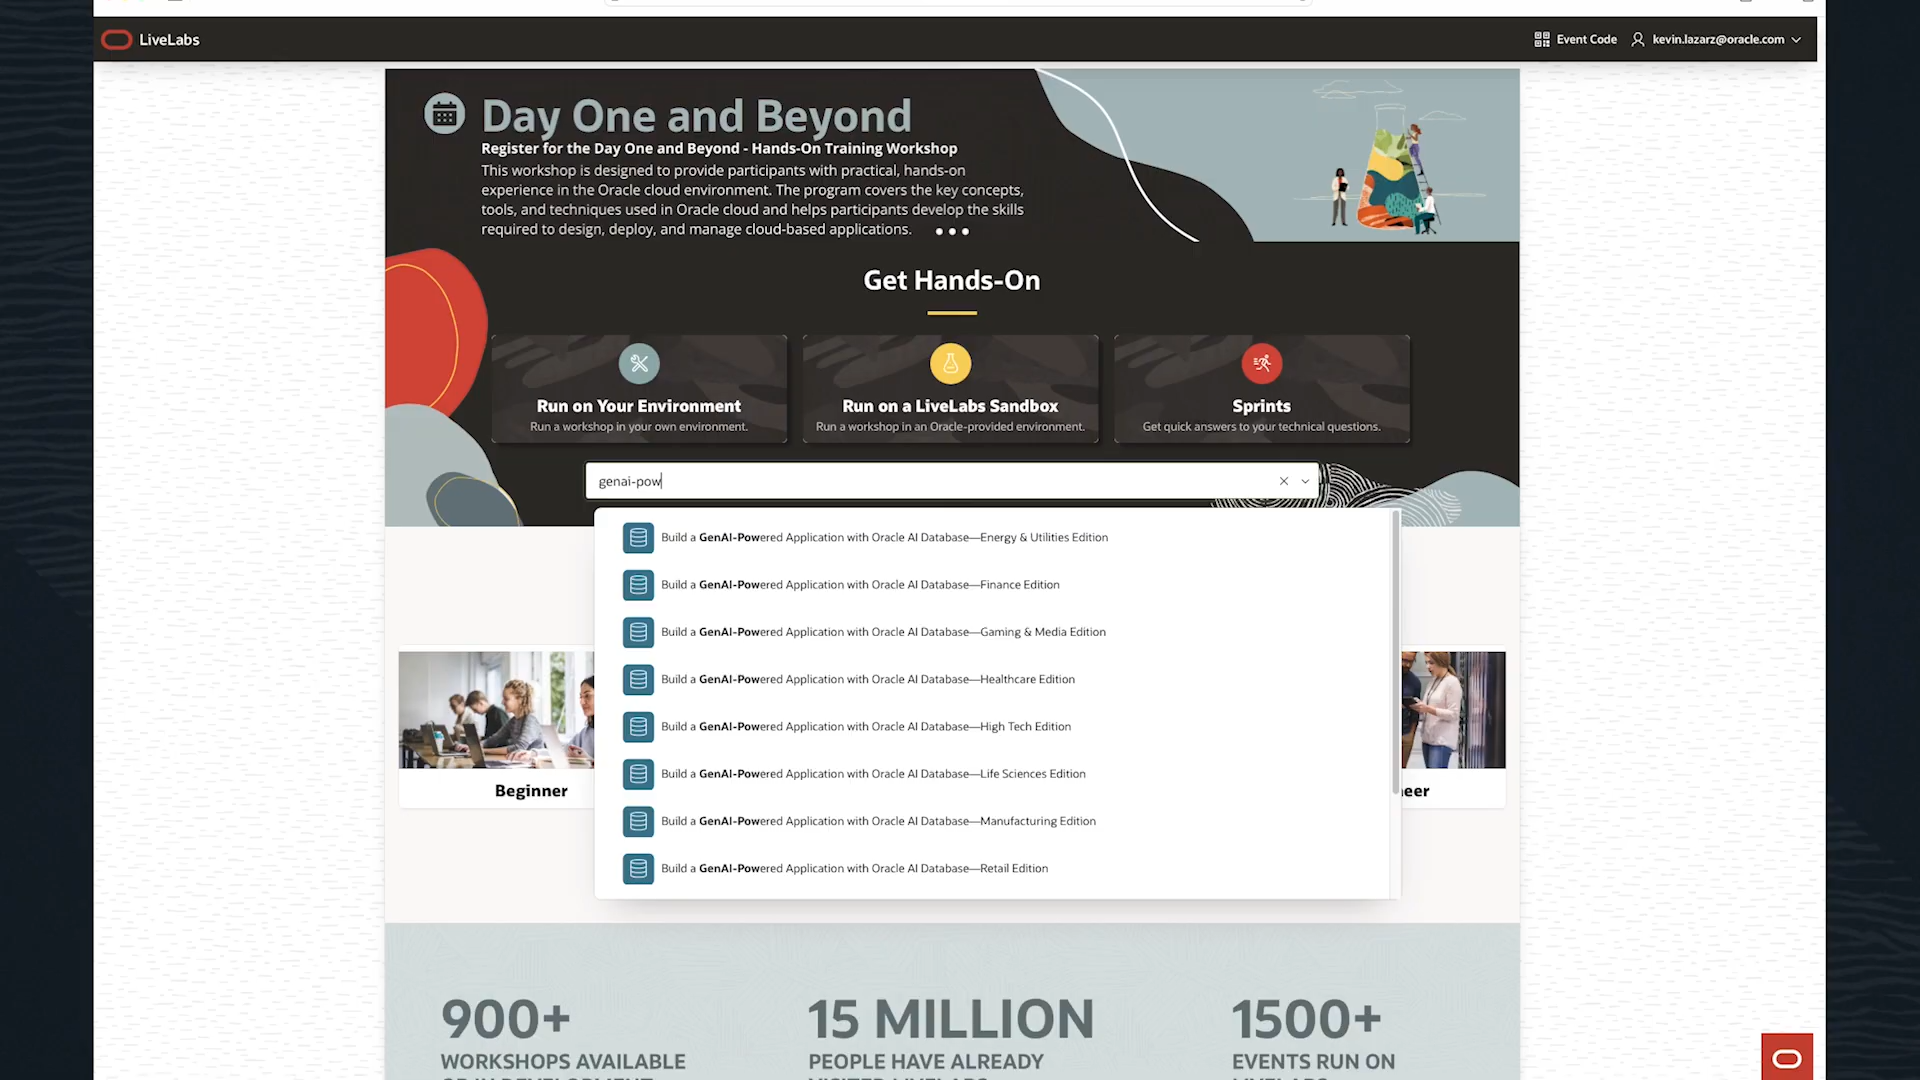 LiveLabs
Event Code
kevin.lazarz@oracle.com
Day One and Beyond
Register for the Day One and Beyond - Hands-On Training Workshop
This workshop is designed to provide participants with practical, hands-on
experience in the Oracle cloud environment. The program covers the key concepts,
tools, and techniques used in Oracle cloud and helps participants develop the skills
required to design, deploy, and manage cloud-based applications.
Get Hands-On
Run on Your Environment
Run a workshop in your own environment.
Run on a LiveLabs Sandbox
Run a workshop in an Oracle-provided environment.
Sprints
Get quick answers to your technical questions.
genai-pow
Build a GenAI-Powered Application with Oracle AI Database—Energy & Utilities Edition
Build a GenAI-Powered Application with Oracle AI Database—Finance Edition
Build a GenAI-Powered Application with Oracle AI Database—Gaming & Media Edition
Build a GenAI-Powered Application with Oracle AI Database—Healthcare Edition
Build a GenAI-Powered Application with Oracle AI Database—High Tech Edition
Build a GenAI-Powered Application with Oracle AI Database—Life Sciences Edition
Build a GenAI-Powered Application with Oracle AI Database—Manufacturing Edition
Build a GenAI-Powered Application with Oracle AI Database—Retail Edition
Beginner
900+
WORKSHOPS AVAILABLE
15 MILLION
PEOPLE HAVE ALREADY
1500+
EVENTS RUN ON